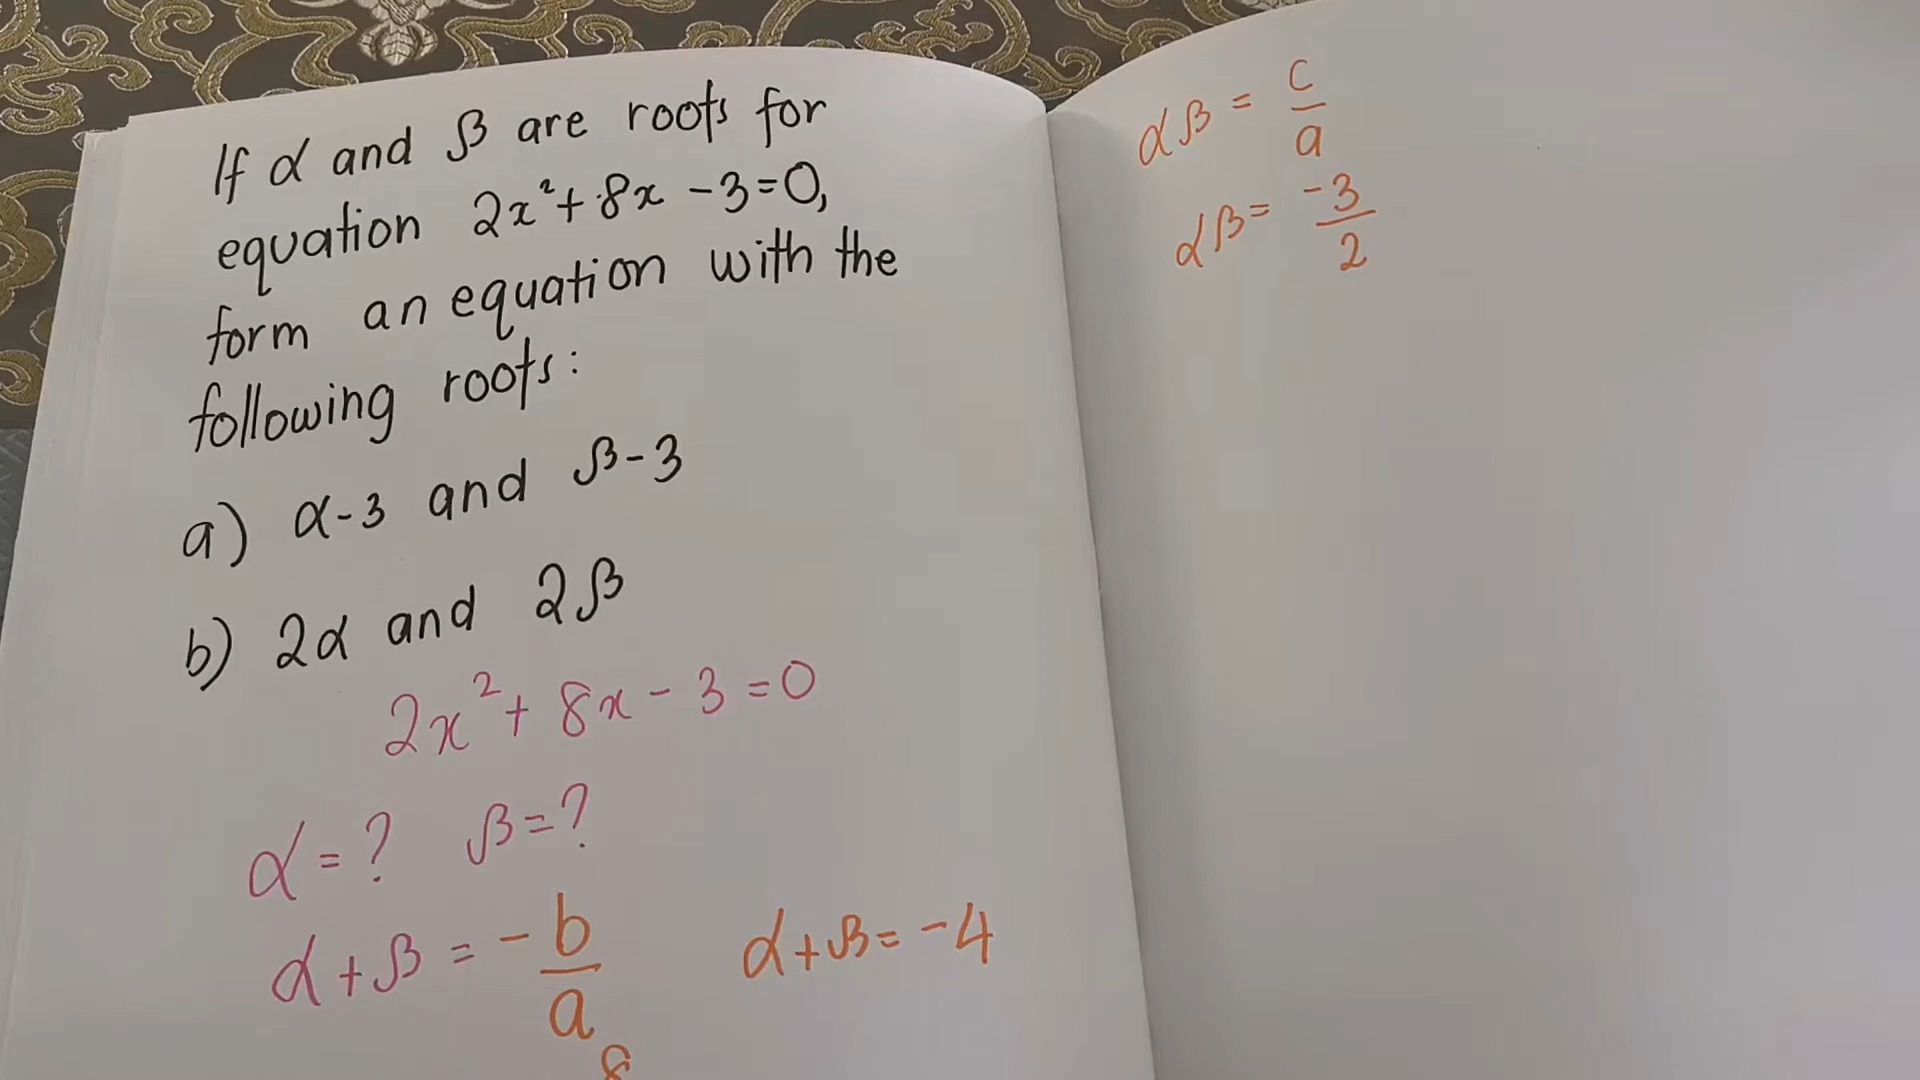 If α and β are roots for
equation 2x²+8x -3=0,
form an equation with the
following roots:
a) α-3 and β-3
b) 2α and 2β
2x²+ 8x - 3 =0
α = ? β=?
α+β = -b/a α+β= -4
8
αβ = c/a
αβ= -3/2